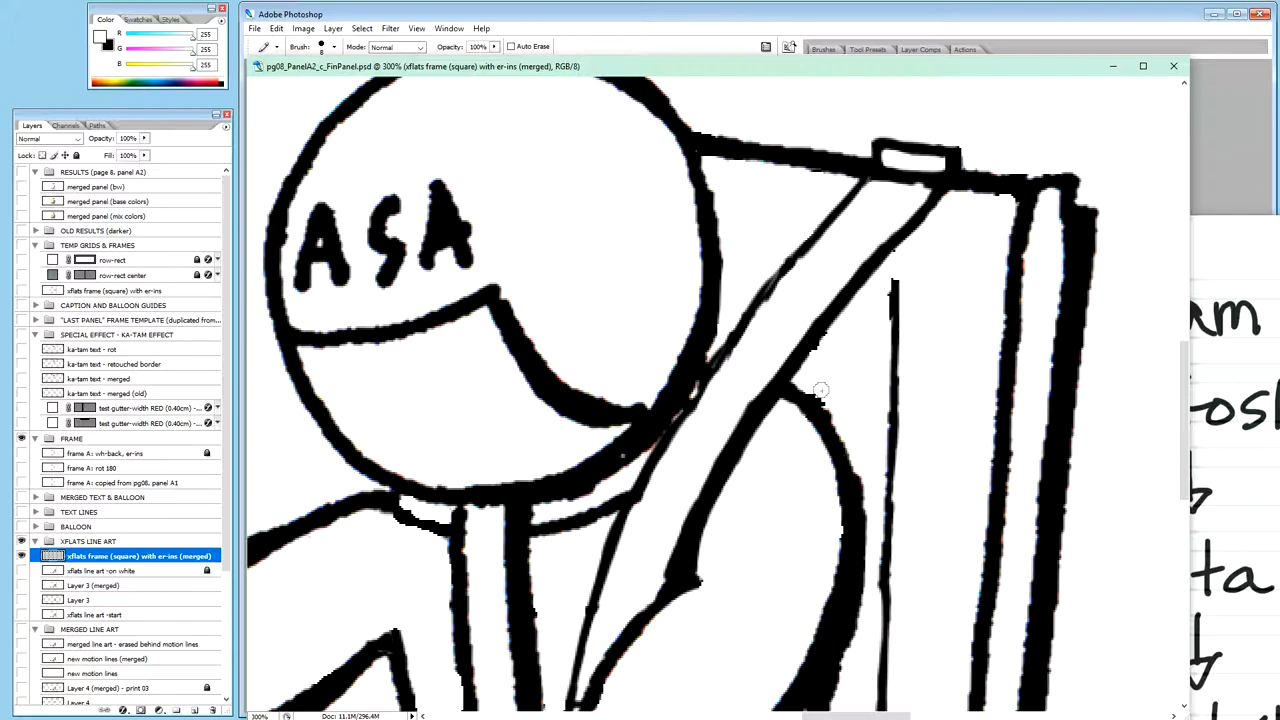 Color
Swatches
Styles
R
255
G
255
B
255
Adobe Photoshop
File Edit Image Layer Select Filter View Window Help
Brush: 8 Mode: Normal Opacity: 100% Auto Erase
Brushes Tool Presets Layer Comps Actions
pg08_PanelA2_c_FinPanel.psd @ 300% (xflats frame (square) with er-ins (merged), RGB/8)
Layers Channels Paths
Normal Opacity: 100%
Lock: Fill: 100%
RESULTS (page 8, panel A2)
merged panel (bw)
merged panel (base colors)
merged panel (mix colors)
OLD RESULTS (darker)
TEMP GRIDS & FRAMES
row-rect
row-rect center
xflats frame (square) with er-ins
CAPTION AND BALLOON GUIDES
"LAST PANEL" FRAME TEMPLATE (duplicated from...
SPECIAL EFFECT - KA-TAM EFFECT
ka-tam text - rot
ka-tam text - retouched border
ka-tam text - merged
ka-tam text - merged (old)
test gutter-width RED (0.40cm) -...
test gutter-width RED (0.40cm) -...
FRAME
frame A: wh-back, er-ins
frame A: rot 180
frame A: copied from pg08, panel A1
MERGED TEXT & BALLOON
TEXT LINES
BALLOON
XFLATS LINE ART
xflats frame (square) with er-ins (merged)
xflats line art -on white
Layer 3 (merged)
Layer 3
xflats line art -start
MERGED LINE ART
merged line art - erased behind motion lines
new motion lines (merged)
new motion lines
Layer 4 (merged) - print 03
Layer 4
ASA
300% Doc: 11.1M/296.4M
ta